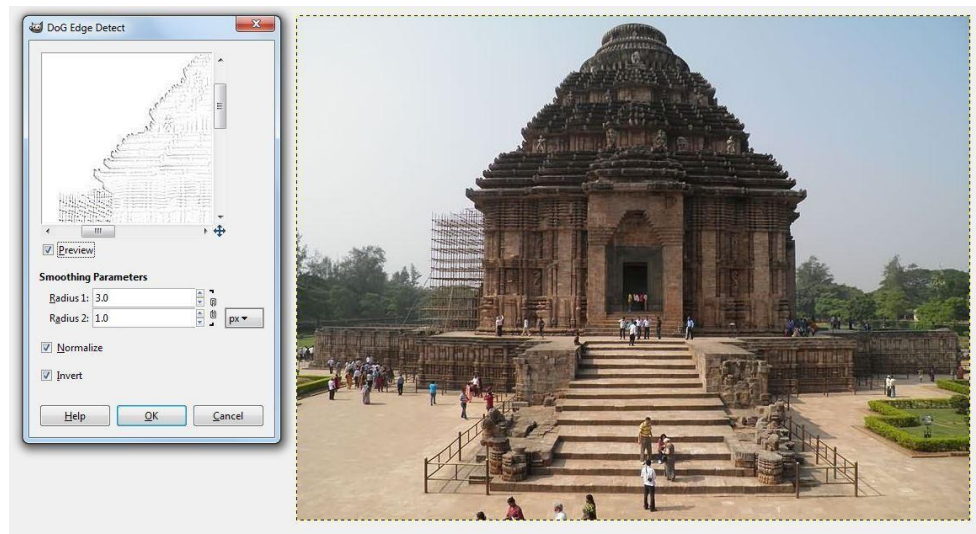 DoG Edge Detect
Preview
Smoothing Parameters
Radius 1: 3.0
Radius 2: 1.0
px
Normalize
Invert
Help OK Cancel